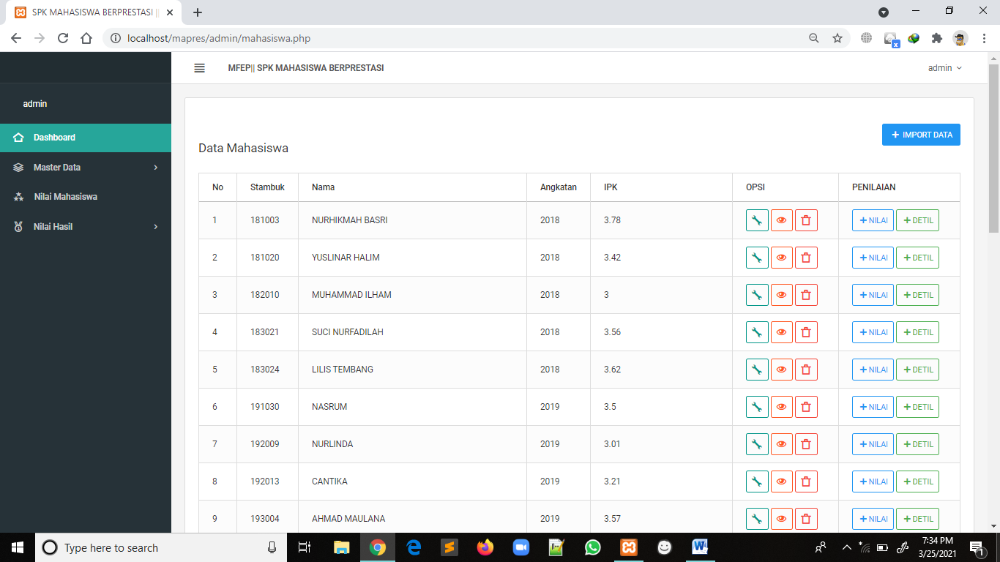 SPK MAHASISWA BERPRESTASI ||
localhost/mapres/admin/mahasiswa.php
MFEP|| SPK MAHASISWA BERPRESTASI
admin
admin
Dashboard
Master Data
Nilai Mahasiswa
Nilai Hasil
IMPORT DATA
Data Mahasiswa
No Stambuk Nama Angkatan IPK OPSI PENILAIAN
1 181003 NURHIKMAH BASRI 2018 3.78 +NILAI +DETIL
2 181020 YUSLINAR HALIM 2018 3.42 +NILAI +DETIL
3 182010 MUHAMMAD ILHAM 2018 3 +NILAI +DETIL
4 183021 SUCI NURFADILAH 2018 3.56 +NILAI +DETIL
5 183024 LILIS TEMBANG 2018 3.62 +NILAI +DETIL
6 191030 NASRUM 2019 3.5 +NILAI +DETIL
7 192009 NURLINDA 2019 3.01 +NILAI +DETIL
8 192013 CANTIKA 2019 3.21 +NILAI +DETIL
9 193004 AHMAD MAULANA 2019 3.57 +NILAI +DETIL
Type here to search
7:34 PM
3/25/2021
1